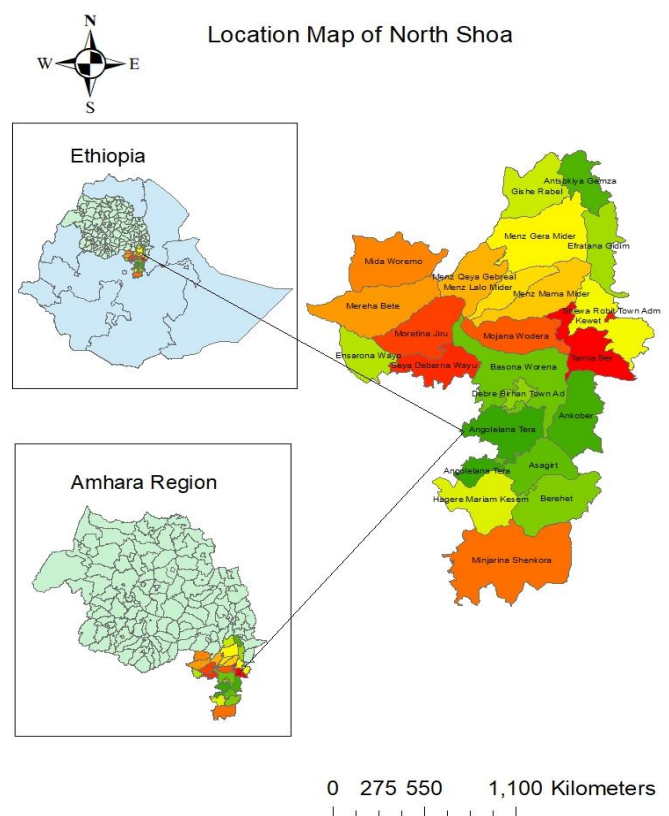 Location Map of North Shoa
N
W E
S
Ethiopia
Antsokiya Gemza
Gishe Rabel
Menz Gera Mider
Efratana Gidim
Mida Woremo
Menz Qeya Gebreal
Menz Lalo Mider
Menz Mama Mider
Mereha Bete
Shewa Robit Town Adm
Kewet
Moretina Jiru
Mojana Wodera
Ensarona Wayo
Tarma Ber
Saya Debarna Wayu
Basona Worena
Debre Birhan Town Ad
Ankober
Angolelana Tera
Asagirt
Angolelana Tera
Hagere Mariam Kesem
Berehet
Minjarina Shenkora
Amhara Region
0 275 550 1,100 Kilometers